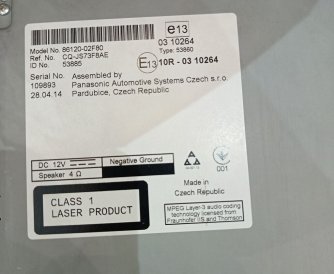 e13
Model No. 86120-02F80
03 10264
Ref. No. CQ-JS73F8AE
Type: 53860
ID No. 53885
E13 10R - 03 10264
Serial No. Assembled by
109893 Panasonic Automotive Systems Czech s.r.o.
28.04.14 Pardubice, Czech Republic
DC 12V Negative Ground
Speaker 4 Ω
001
CLASS 1
LASER PRODUCT
Made in
Czech Republic
MPEG Layer-3 audio coding
technology licensed from
Fraunhofer IIS and Thomson